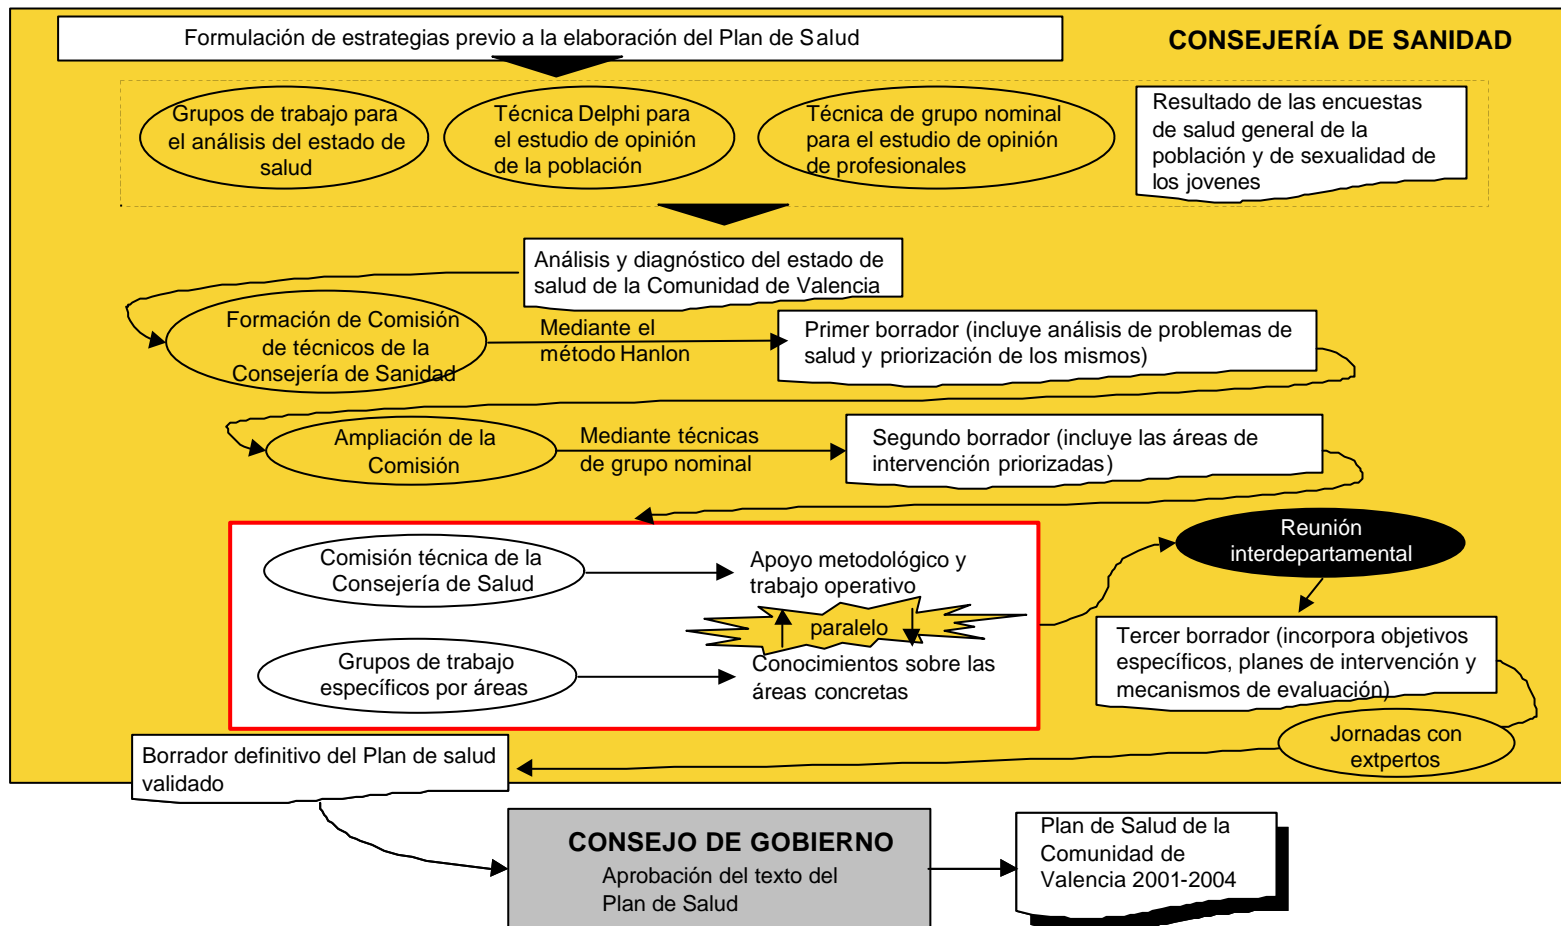 Formulación de estrategias previo a la elaboración del Plan de Salud
CONSEJERÍA DE SANIDAD
Grupos de trabajo para
el análisis del estado de
salud
Técnica Delphi para
el estudio de opinión
de la población
Técnica de grupo nominal
para el estudio de opinión
de profesionales
Resultado de las encuestas
de salud general de la
población y de sexualidad de
los jovenes
Análisis y diagnóstico del estado de
salud de la Comunidad de Valencia
Formación de Comisión
de técnicos de la
Consejería de Sanidad
Mediante el
método Hanlon
Primer borrador (incluye análisis de problemas de
salud y priorización de los mismos)
Ampliación de la
Comisión
Mediante técnicas
de grupo nominal
Segundo borrador (incluye las áreas de
intervención priorizadas)
Comisión técnica de la
Consejería de Salud
Apoyo metodológico y
trabajo operativo
paralelo
Grupos de trabajo
específicos por áreas
Conocimientos sobre las
áreas concretas
Reunión
interdepartamental
Tercer borrador (incorpora objetivos
específicos, planes de intervención y
mecanismos de evaluación)
Jornadas con
extpertos
Borrador definitivo del Plan de salud
validado
CONSEJO DE GOBIERNO
Aprobación del texto del
Plan de Salud
Plan de Salud de la
Comunidad de
Valencia 2001-2004